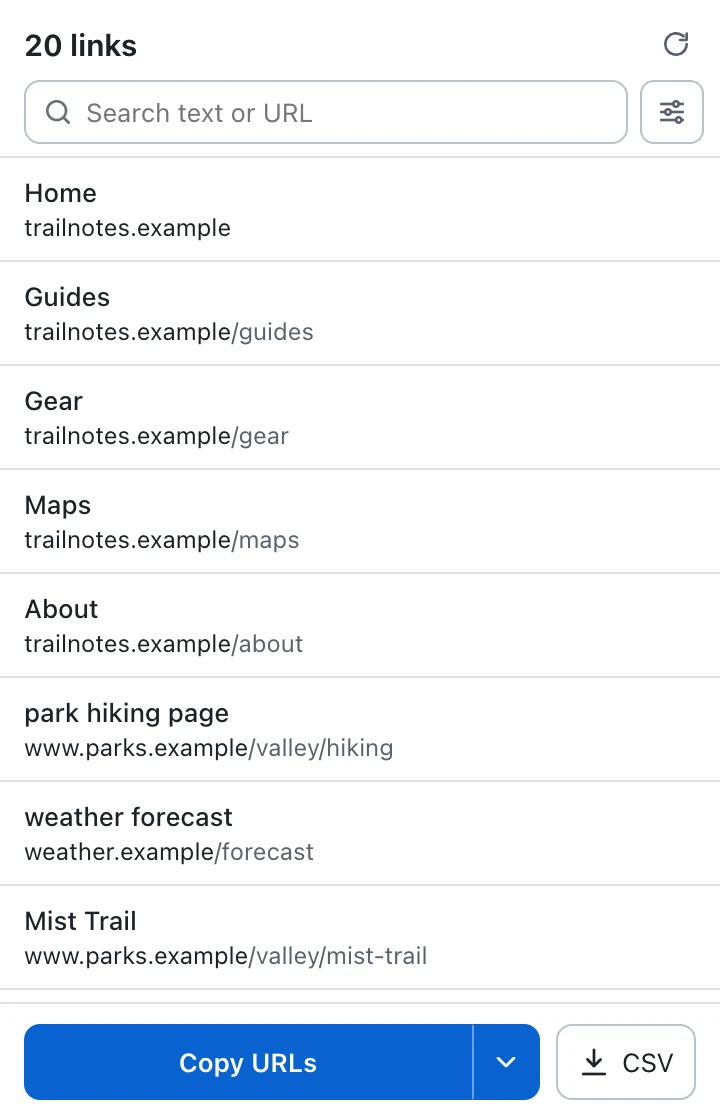 20 links
Search text or URL
Home
trailnotes.example
Guides
trailnotes.example/guides
Gear
trailnotes.example/gear
Maps
trailnotes.example/maps
About
trailnotes.example/about
park hiking page
www.parks.example/valley/hiking
weather forecast
weather.example/forecast
Mist Trail
www.parks.example/valley/mist-trail
Copy URLs
CSV